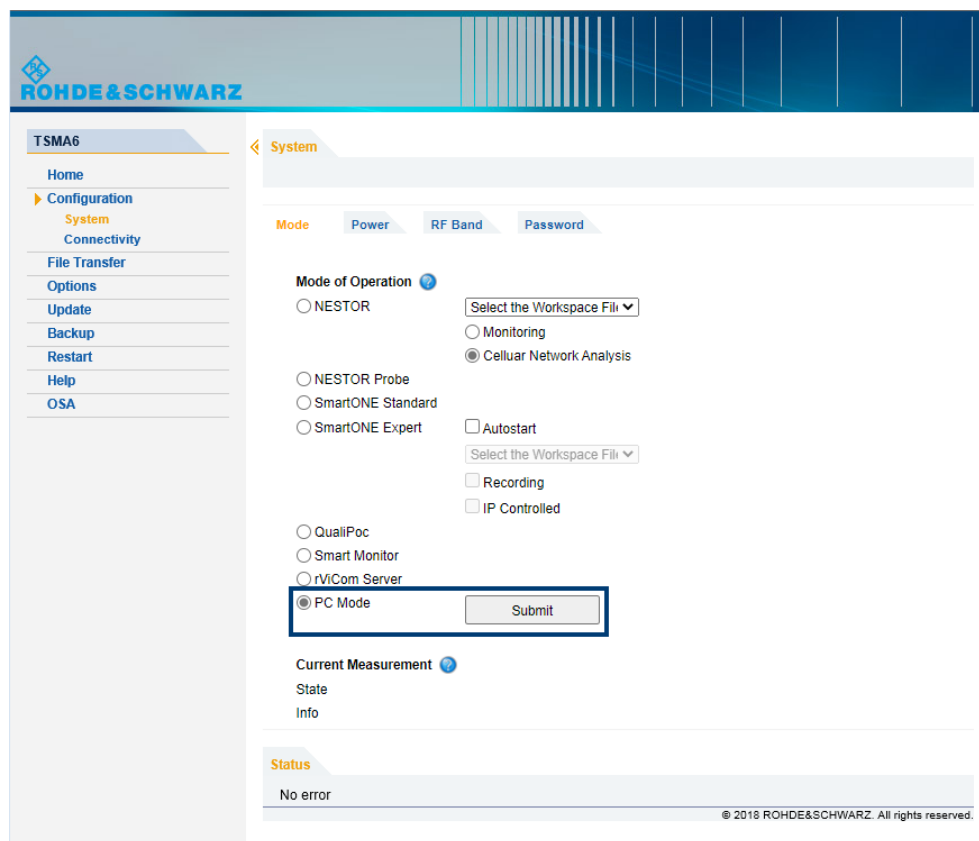 R&S
ROHDE&SCHWARZ
TSMA6
Home
Configuration
System
Connectivity
File Transfer
Options
Update
Backup
Restart
Help
OSA
System
Mode Power RF Band Password
Mode of Operation ?
NESTOR Select the Workspace Fil
Monitoring
Celluar Network Analysis
NESTOR Probe
SmartONE Standard
SmartONE Expert Autostart
Select the Workspace Fil
Recording
IP Controlled
QualiPoc
Smart Monitor
rViCom Server
PC Mode Submit
Current Measurement ?
State
Info
Status
No error
© 2018 ROHDE&SCHWARZ. All rights reserved.